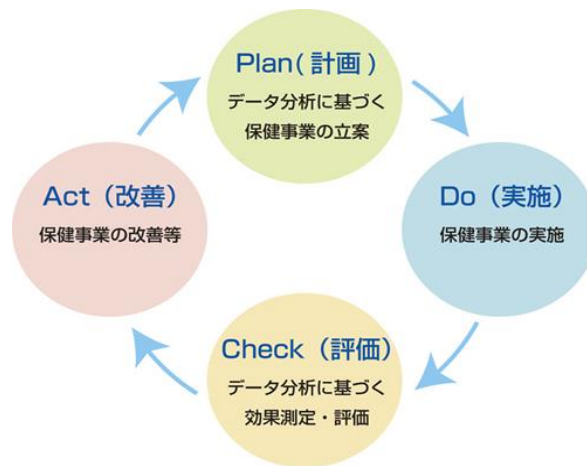 Plan( 計画 )
データ分析に基づく
保健事業の立案
Do（実施）
保健事業の実施
Check（評価）
データ分析に基づく
効果測定・評価
Act（改善）
保健事業の改善等